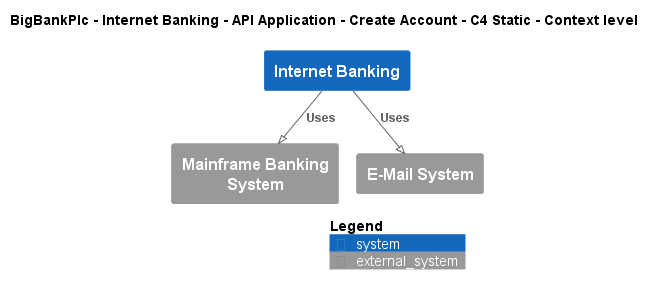 BigBankPlc - Internet Banking - API Application - Create Account - C4 Static - Context level
Internet Banking
Uses
Uses
Mainframe Banking
System
E-Mail System
Legend
system
external_system